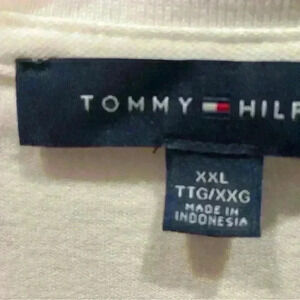 TOMMY HILF
XXL
TTG/XXG
MADE IN
INDONESIA